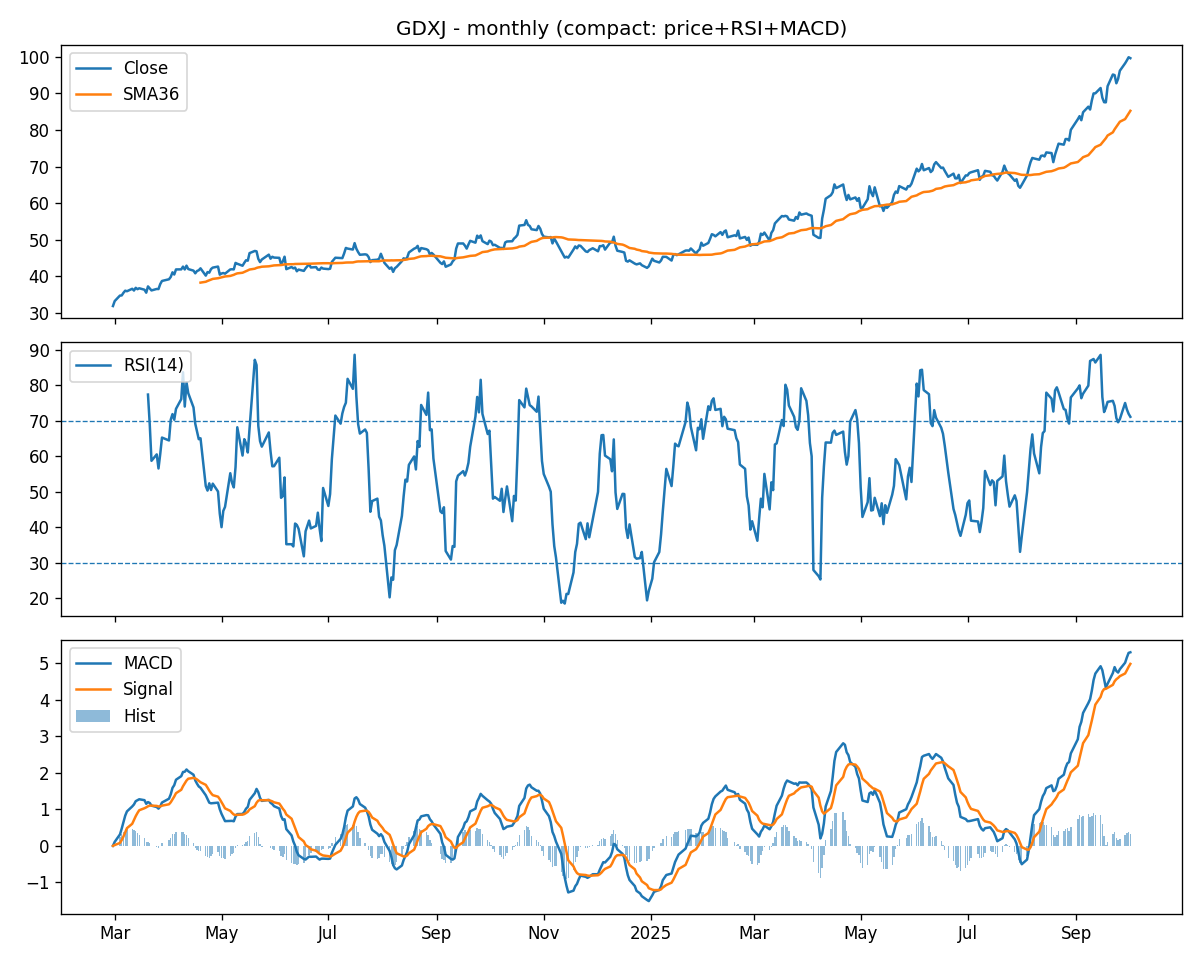 GDXJ - monthly (compact: price+RSI+MACD)
100
90
80
70
60
50
40
30
Close
SMA36
90
80
70
60
50
40
30
20
RSI(14)
5
4
3
2
1
0
−1
MACD
Signal
Hist
Mar May Jul Sep Nov 2025 Mar May Jul Sep